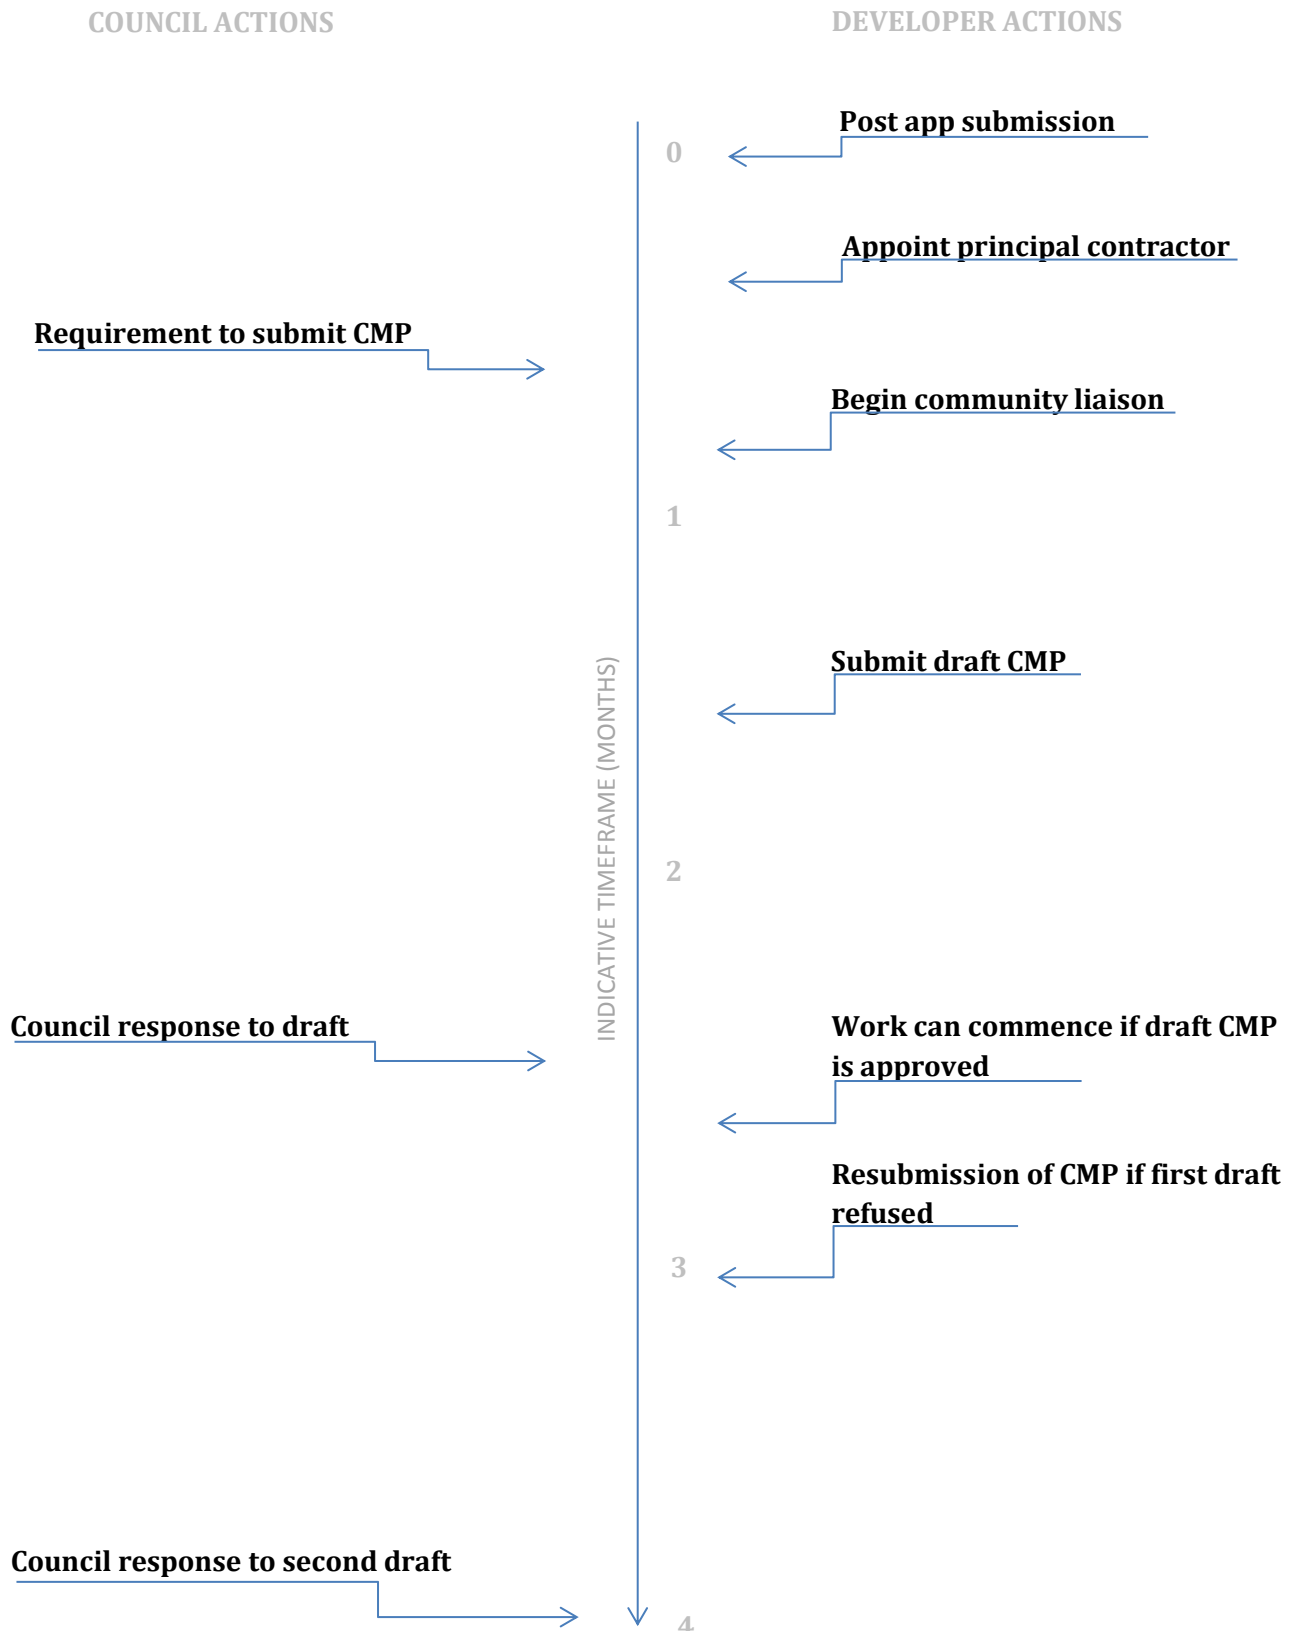 COUNCIL ACTIONS
DEVELOPER ACTIONS
Post app submission
0
Appoint principal contractor
Requirement to submit CMP
Begin community liaison
1
Submit draft CMP
INDICATIVE TIMEFRAME (MONTHS)
2
Council response to draft
Work can commence if draft CMP
is approved
Resubmission of CMP if first draft
refused
3
Council response to second draft
4